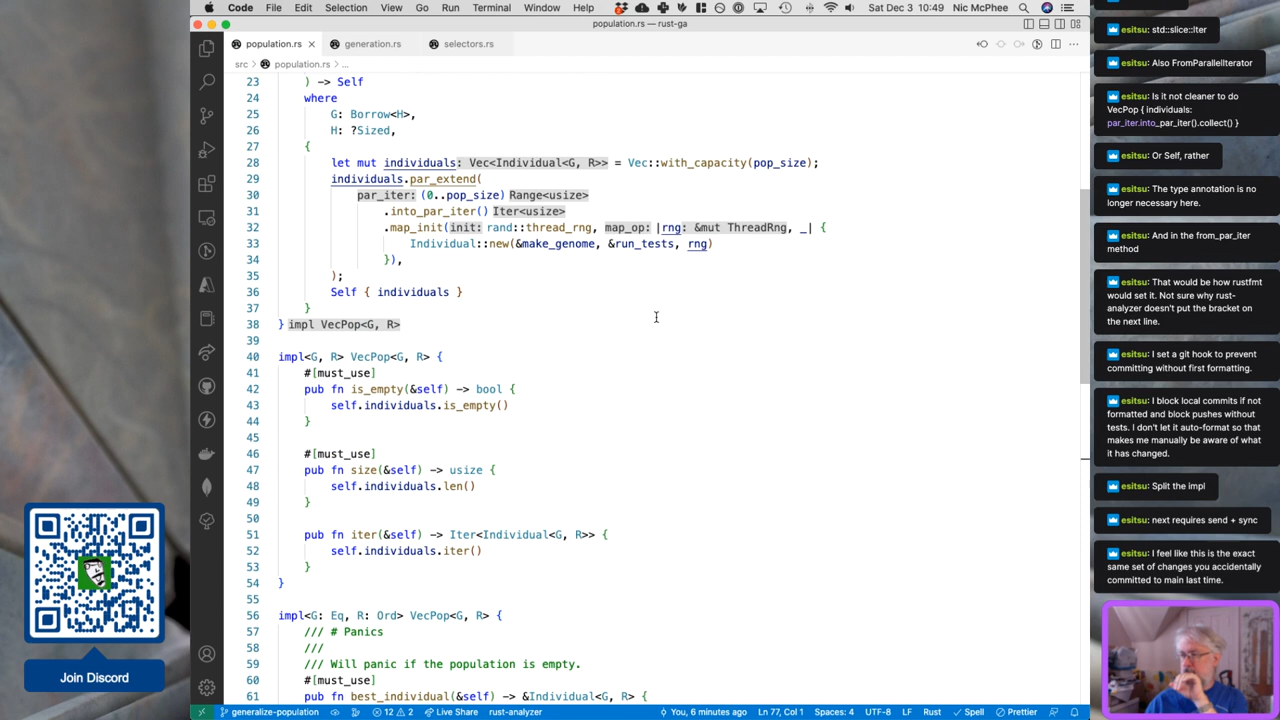 Code File Edit Selection View Go Run Terminal Window Help Sat Dec 3 10:49 Nic McPhee
population.rs — rust-ga
population.rs generation.rs selectors.rs
src > population.rs > ...
23 ) -> Self
24 where
25 G: Borrow<H>,
26 H: ?Sized,
27 {
28 let mut individuals: Vec<Individual<G, R>> = Vec::with_capacity(pop_size);
29 individuals.par_extend(
30 par_iter: (0..pop_size) Range<usize>
31 .into_par_iter() Iter<usize>
32 .map_init(init: rand::thread_rng, map_op: |rng: &mut ThreadRng, _| {
33 Individual::new(&make_genome, &run_tests, rng)
34 }),
35 );
36 Self { individuals }
37 }
38 } impl VecPop<G, R>
39
40 impl<G, R> VecPop<G, R> {
41 #[must_use]
42 pub fn is_empty(&self) -> bool {
43 self.individuals.is_empty()
44 }
45
46 #[must_use]
47 pub fn size(&self) -> usize {
48 self.individuals.len()
49 }
50
51 pub fn iter(&self) -> Iter<Individual<G, R>> {
52 self.individuals.iter()
53 }
54 }
55
56 impl<G: Eq, R: Ord> VecPop<G, R> {
57 /// # Panics
58 ///
59 /// Will panic if the population is empty.
60 #[must_use]
61 pub fn best_individual(&self) -> &Individual<G, R> {
generalize-population 12 2 Live Share rust-analyzer You, 6 minutes ago Ln 77, Col 1 Spaces: 4 UTF-8 LF Rust Spell Prettier
Join Discord
esitsu: std::slice::Iter
esitsu: Also FromParallelIterator
esitsu: Is it not cleaner to do
VecPop { individuals:
par_iter.into_par_iter().collect() }
esitsu: Or Self, rather
esitsu: The type annotation is no
longer necessary here.
esitsu: And in the from_par_iter
method
esitsu: That would be how rustfmt
would set it. Not sure why rust-
analyzer doesn't put the bracket on
the next line.
esitsu: I set a git hook to prevent
committing without first formatting.
esitsu: I block local commits if not
formatted and block pushes without
tests. I don't let it auto-format so that
makes me manually be aware of what
it has changed.
esitsu: Split the impl
esitsu: next requires send + sync
esitsu: I feel like this is the exact
same set of changes you accidentally
committed to main last time.